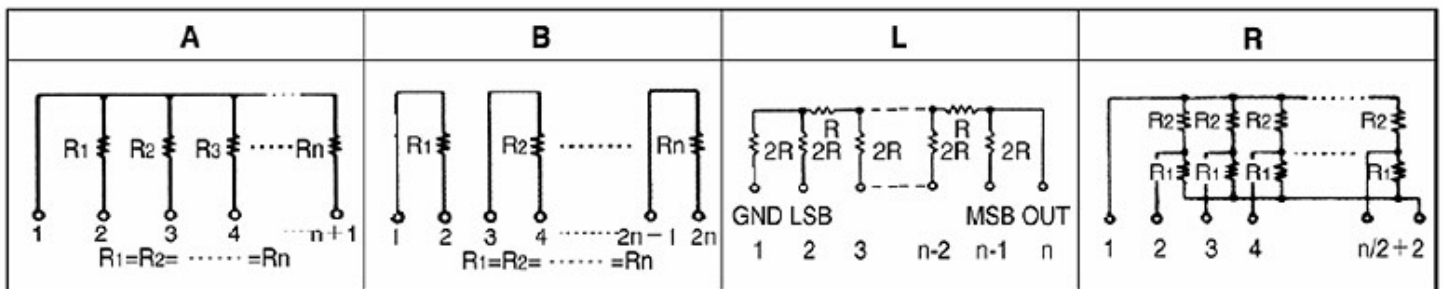 A B L R
R1 R2 R3 ······ Rn
1 2 3 4 ······n+1
R1=R2= ······ =Rn
R1 R2 ········ Rn
1 2 3 4 ········2n-1 2n
R1=R2= ······ =Rn
R R
2R 2R 2R 2R 2R
GND LSB MSB OUT
1 2 3 n-2 n-1 n
R2 R2 R2 ······ R2
R1 R1 R1 ······ R1
1 2 3 4 n/2+2